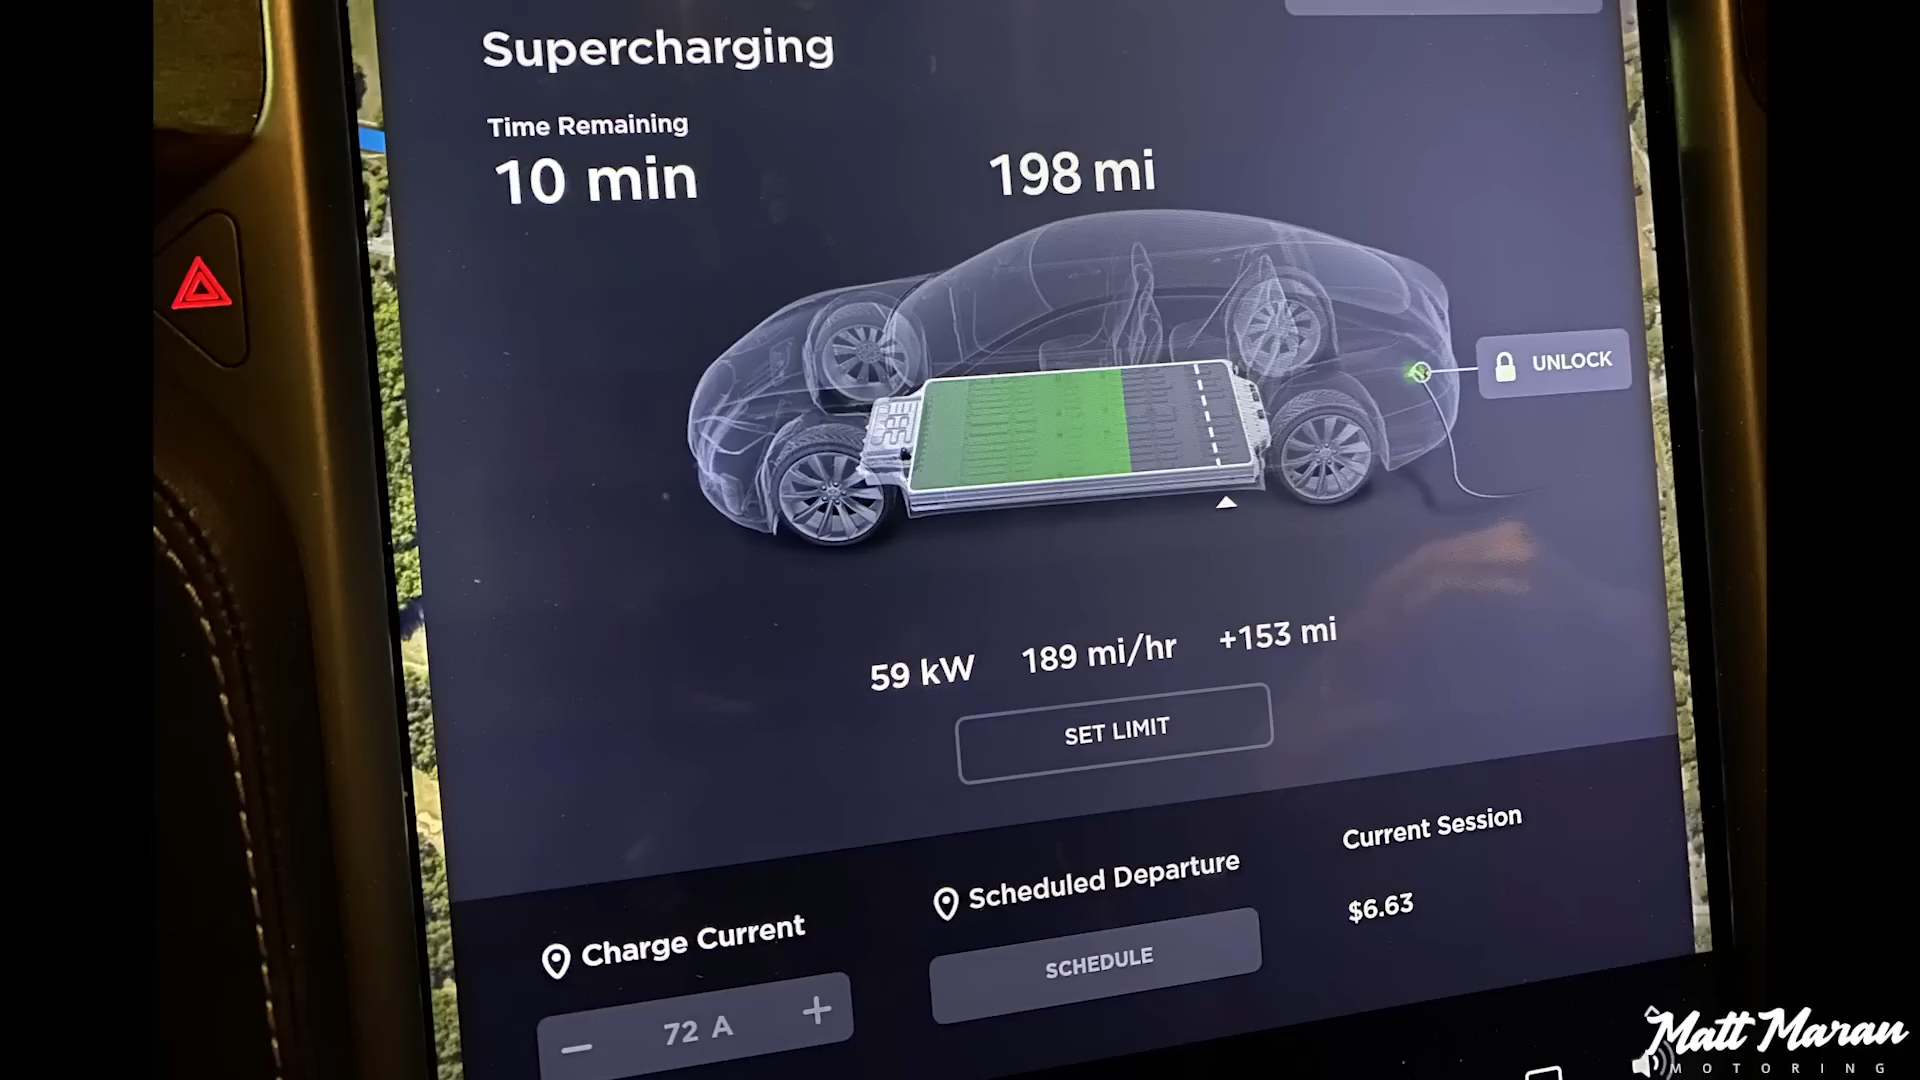 Supercharging
Time Remaining
10 min
198 mi
UNLOCK
59 kW 189 mi/hr +153 mi
SET LIMIT
Current Session
$6.63
Scheduled Departure
SCHEDULE
Charge Current
− 72 A +
Matt Maran
MOTORING